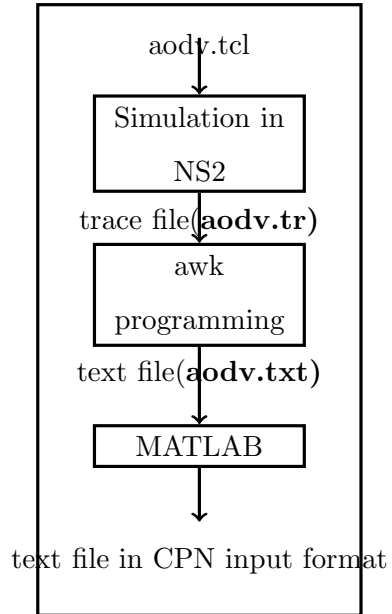 aodv.tcl
Simulation in
NS2
trace file(aodv.tr)
awk
programming
text file(aodv.txt)
MATLAB
text file in CPN input format